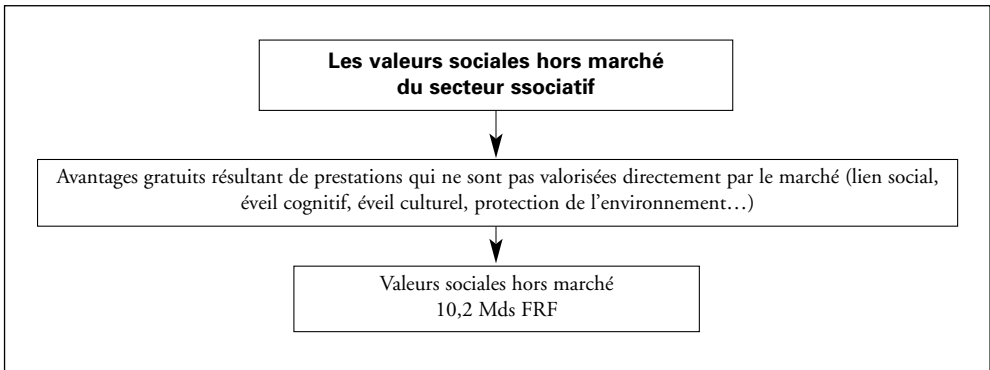 Les valeurs sociales hors marché
du secteur ssociatif
Avantages gratuits résultant de prestations qui ne sont pas valorisées directement par le marché (lien social,
éveil cognitif, éveil culturel, protection de l’environnement…)
Valeurs sociales hors marché
10,2 Mds FRF